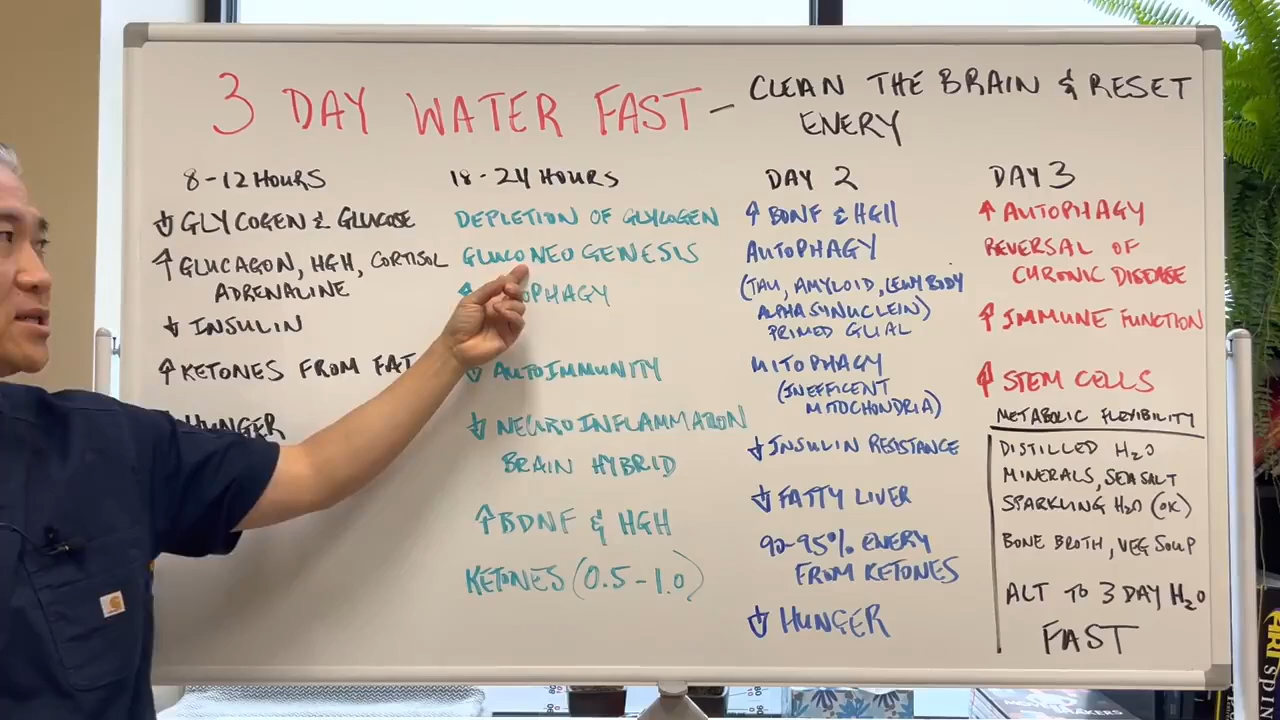 3 DAY WATER FAST - CLEAN THE BRAIN & RESET
ENERY
8-12 HOURS
↓ GLYCOGEN & GLUCOSE
↑ GLUCAGON, HGH, CORTISOL
ADRENALINE
↓ INSULIN
↑ KETONES FROM FAT
HUNGER
18-24 HOURS
DEPLETION OF GLYCOGEN
GLUCONEO GENESIS
OPHAGY
↓ AUTOIMMUNITY
↓ NEUROINFLAMMATION
BRAIN HYBRID
↑ BDNF & HGH
KETONES (0.5-1.0)
DAY 2
↑ BDNF & HGH
AUTOPHAGY
(TAU, AMYLOID, LEWY BODY
ALPHA SYNUCLEIN)
PRIMED GLIAL
MITOPHAGY
(INEFFICENT
MITOCHONDRIA)
↓ INSULIN RESISTANCE
↓ FATTY LIVER
90-95% ENERY
FROM KETONES
↓ HUNGER
DAY 3
↑ AUTOPHAGY
REVERSAL OF
CHRONIC DISEASE
↑ IMMUNE FUNCTION
↑ STEM CELLS
METABOLIC FLEXIBILITY
DISTILLED H2O
MINERALS, SEA SALT
SPARKLING H2O (OK)
BONE BROTH, VEG SOUP
ALT TO 3 DAY H2O
FAST